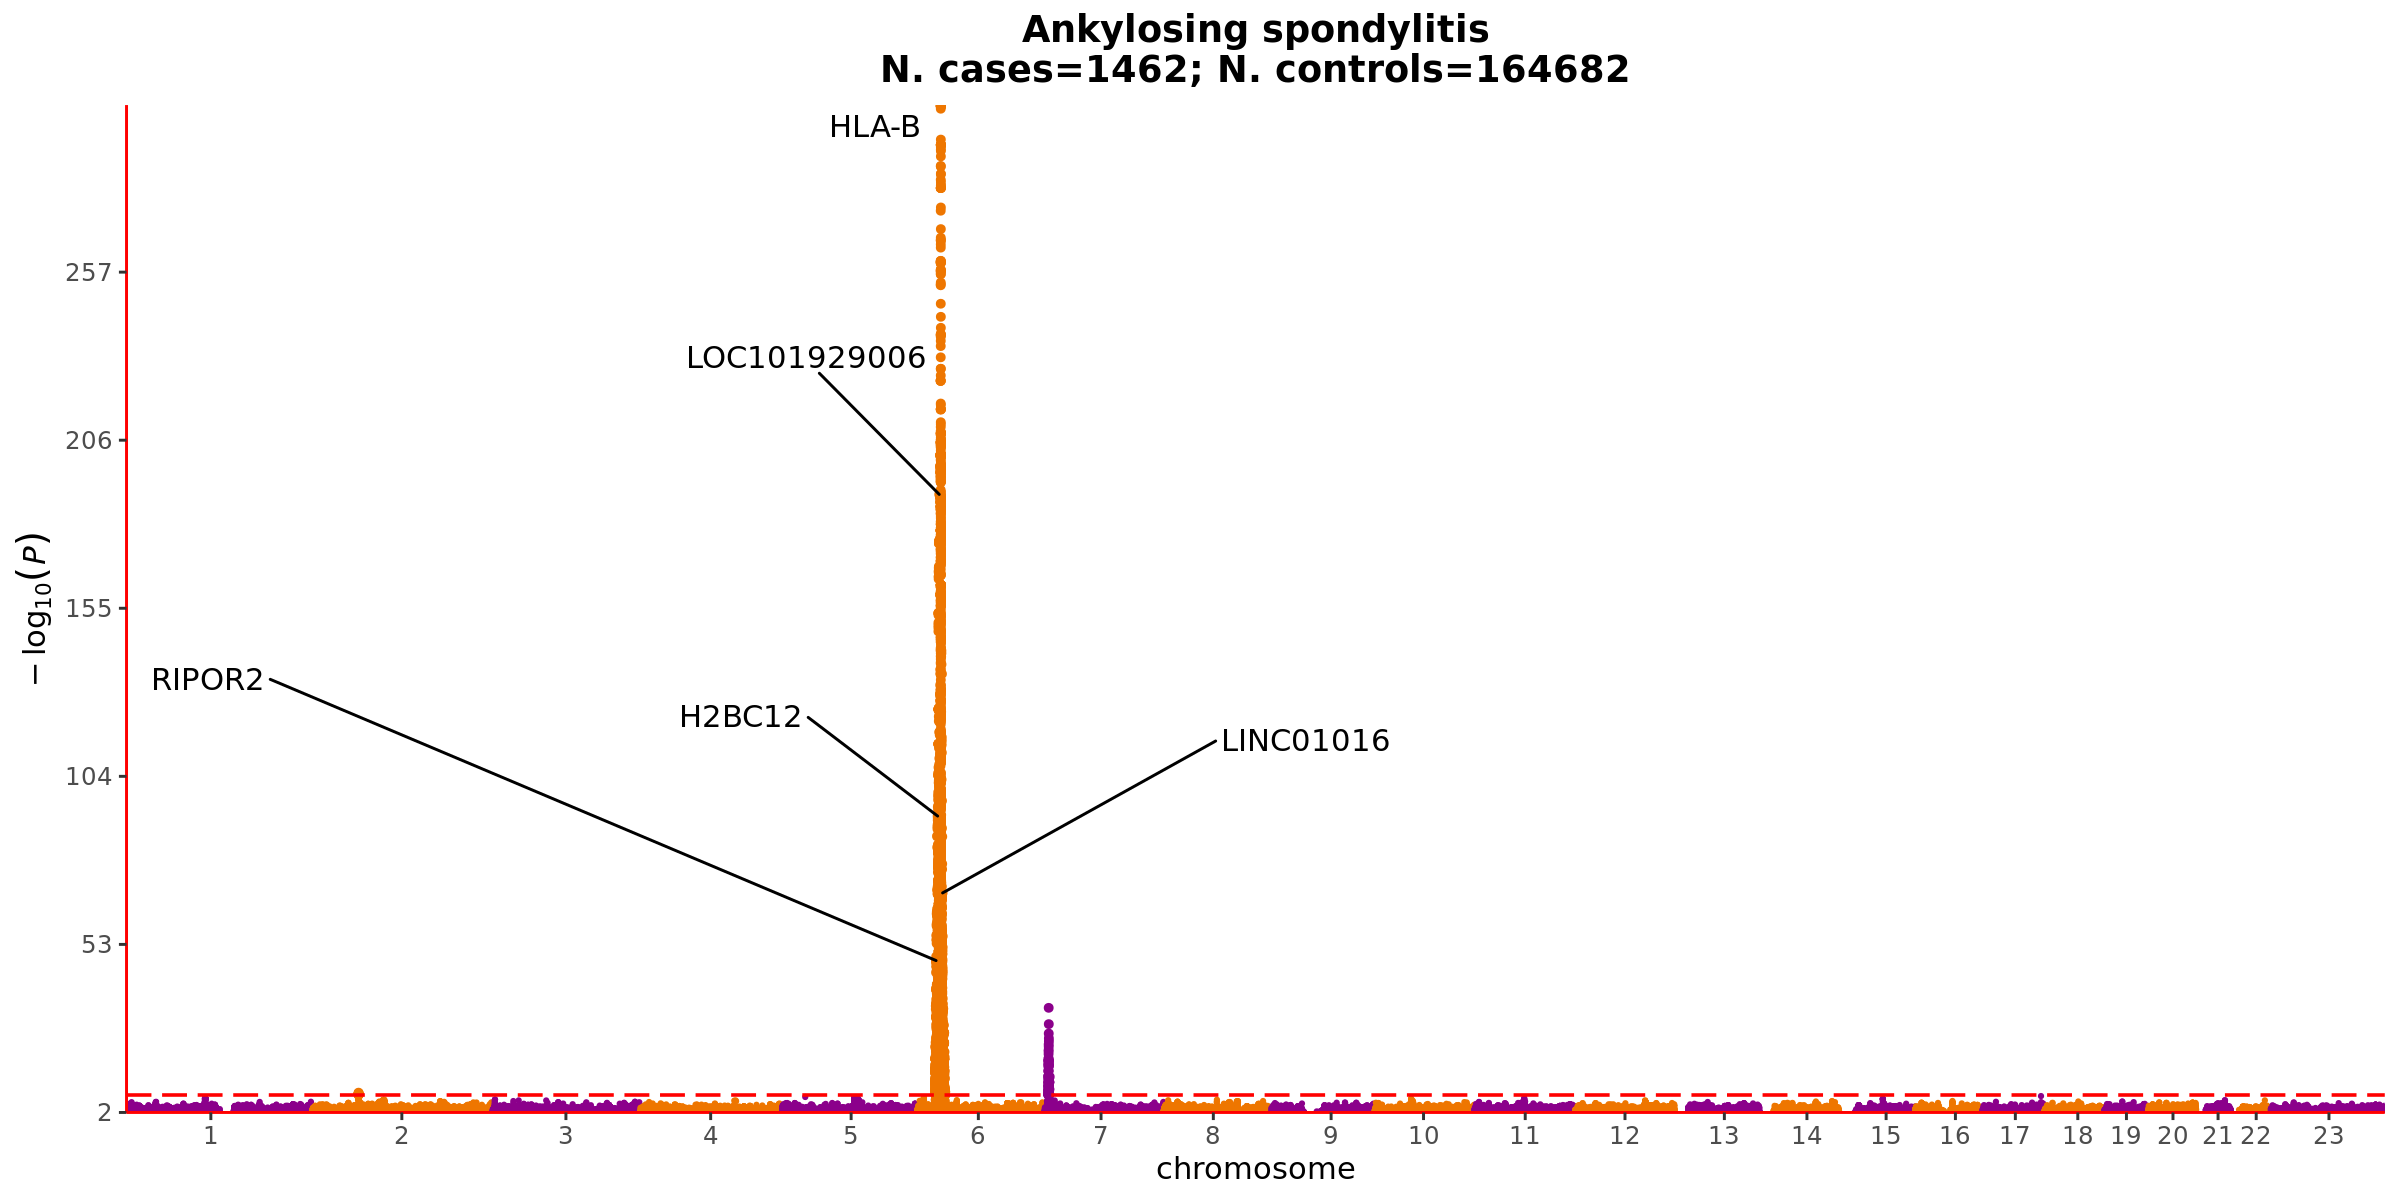 Ankylosing spondylitis
N. cases=1462; N. controls=164682
HLA-B
257
LOC101929006
206
−log₁₀(P)
155
RIPOR2
H2BC12
LINC01016
104
53
2
1 2 3 4 5 6 7 8 9 10 11 12 13 14 15 16 17 18 19 20 21 22 23
chromosome